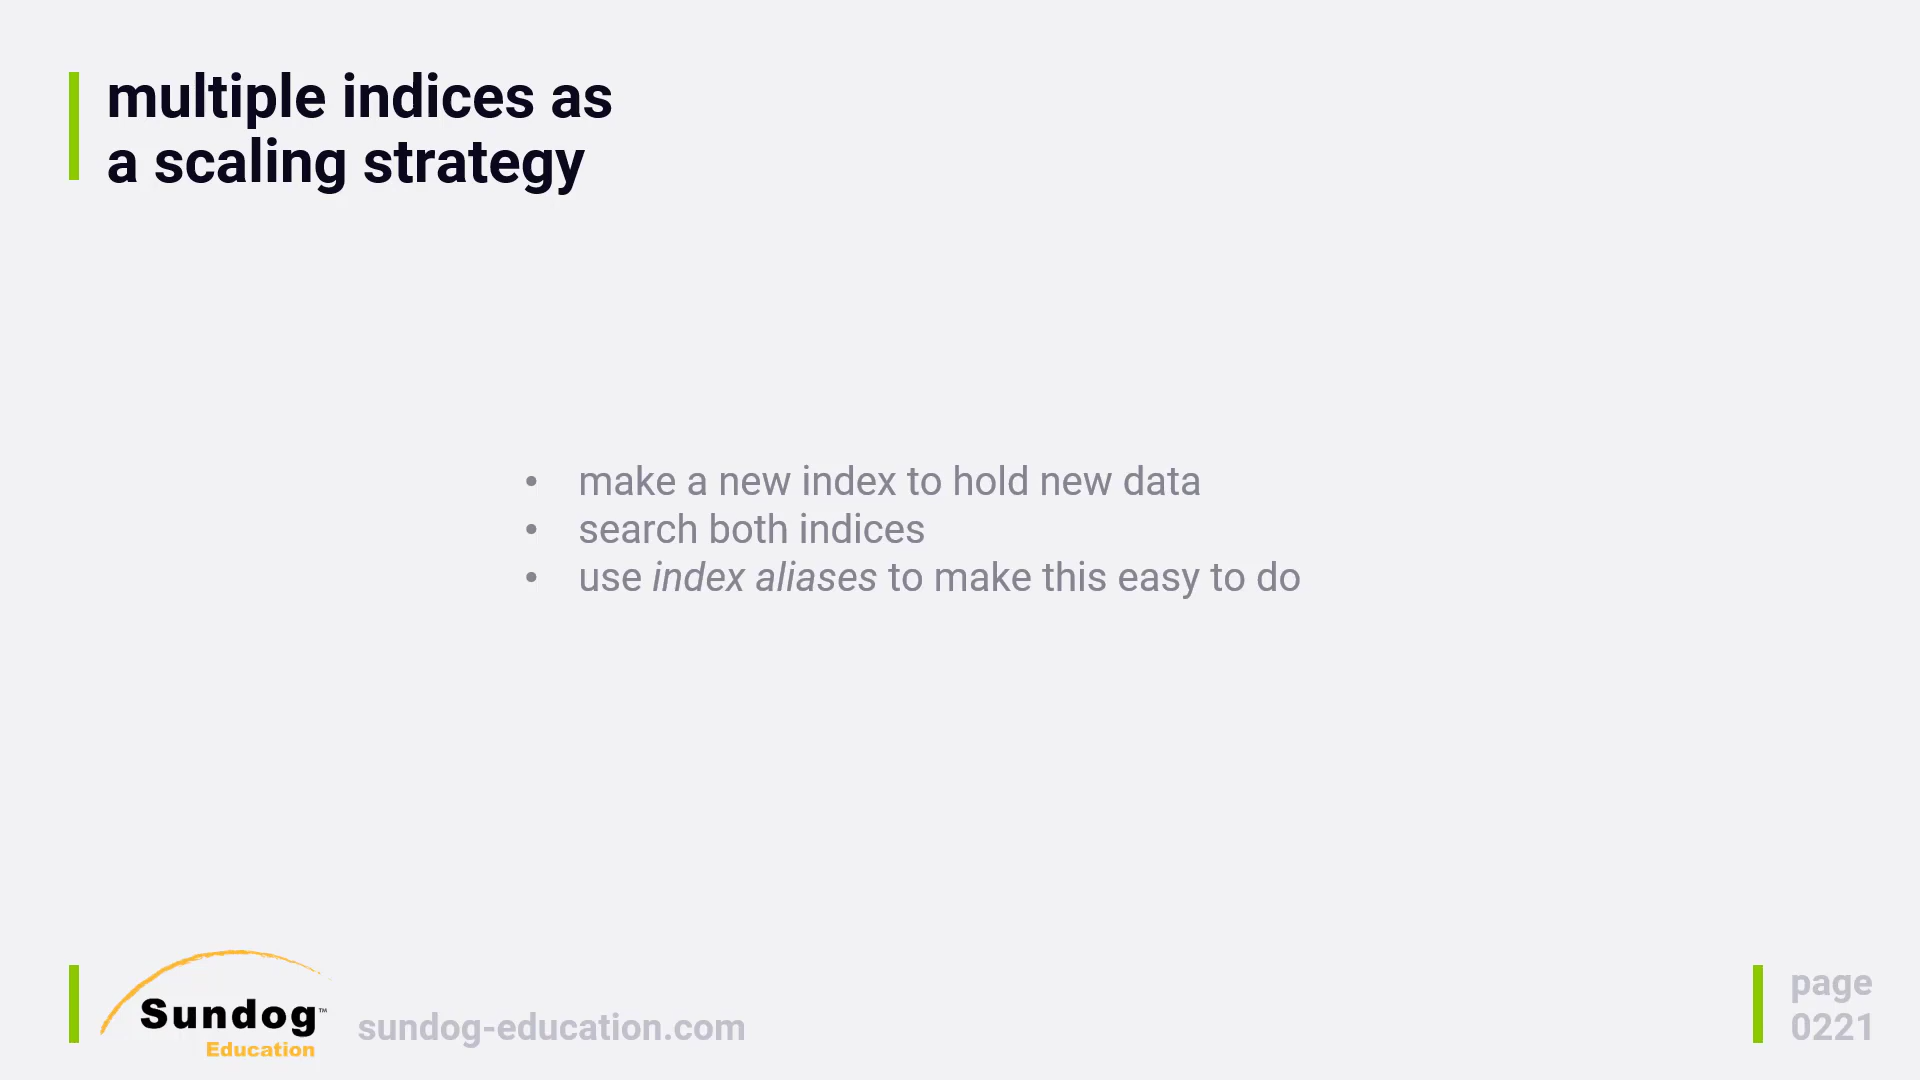 multiple indices as
a scaling strategy
• make a new index to hold new data
• search both indices
• use index aliases to make this easy to do
Sundog™
Education
sundog-education.com
page
0221